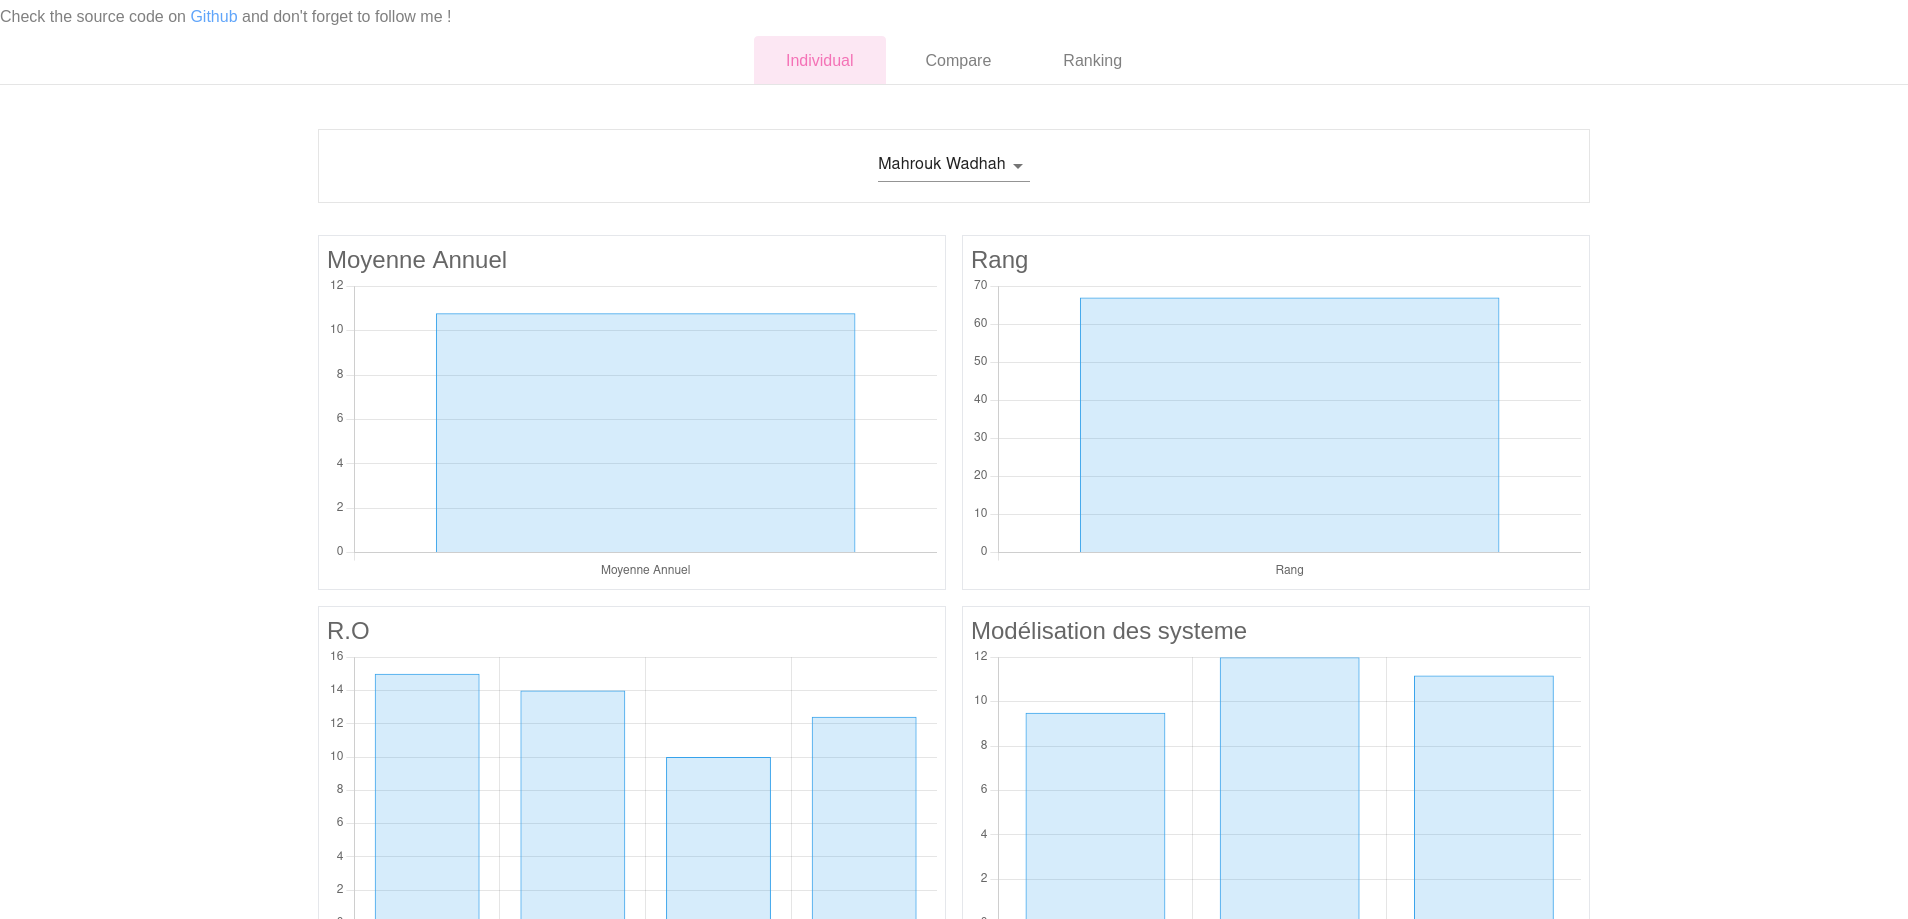 Check the source code on Github and don't forget to follow me !
Individual
Compare
Ranking
Mahrouk Wadhah
Moyenne Annuel
12
10
8
6
4
2
0
Moyenne Annuel
Rang
70
60
50
40
30
20
10
0
Rang
R.O
16
14
12
10
8
6
4
2
0
Modélisation des systeme
12
10
8
6
4
2
0